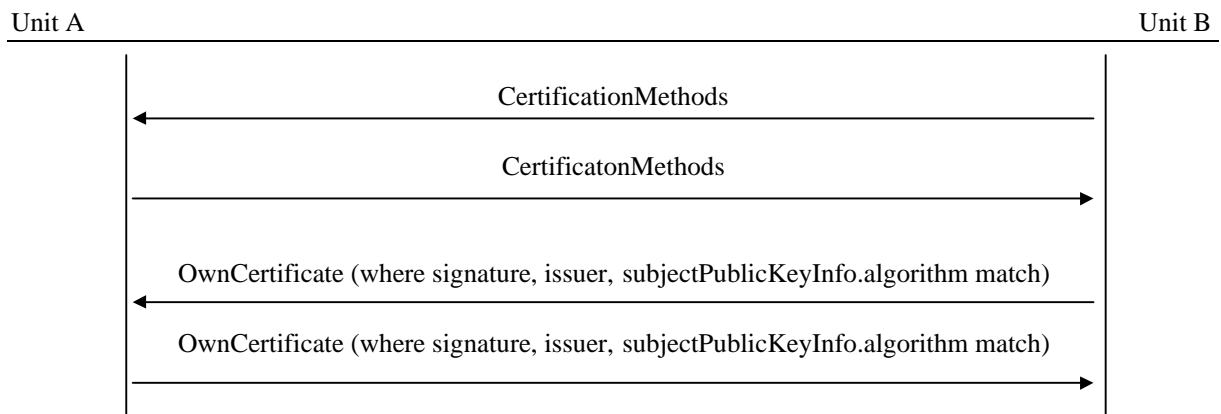 Unit A Unit B
CertificationMethods
CertificatonMethods
OwnCertificate (where signature, issuer, subjectPublicKeyInfo.algorithm match)
OwnCertificate (where signature, issuer, subjectPublicKeyInfo.algorithm match)